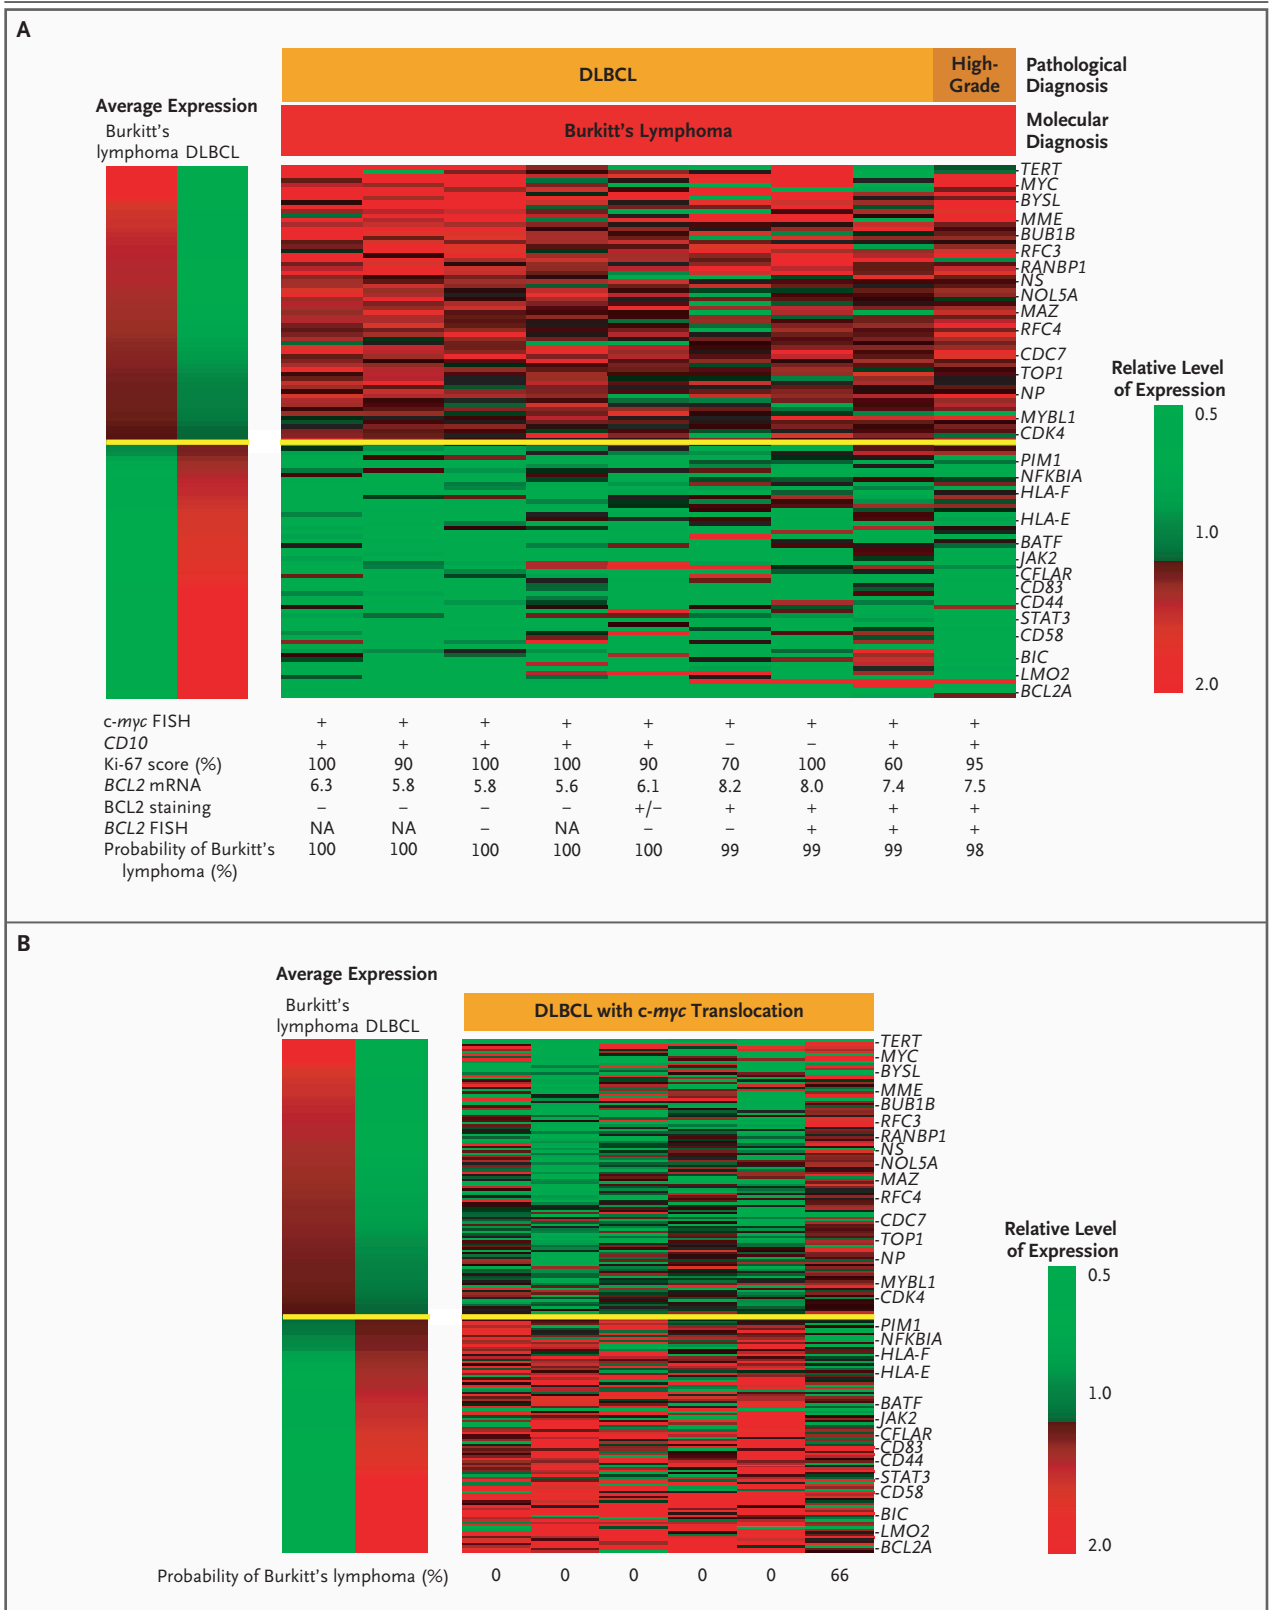 A
DLBCL
High-
Grade
Pathological
Diagnosis
Average Expression
Burkitt's
lymphoma DLBCL
Burkitt's Lymphoma
Molecular
Diagnosis
TERT
MYC
BYSL
MME
BUB1B
RFC3
RANBP1
NS
NOL5A
MAZ
RFC4
CDC7
TOP1
NP
MYBL1
CDK4
PIM1
NFKBIA
HLA-F
HLA-E
BATF
JAK2
CFLAR
CD83
CD44
STAT3
CD58
BIC
LMO2
BCL2A
Relative Level
of Expression
0.5
1.0
2.0
c-myc FISH + + + + + + + + +
CD10 + + + + + – – + +
Ki-67 score (%) 100 90 100 100 90 70 100 60 95
BCL2 mRNA 6.3 5.8 5.8 5.6 6.1 8.2 8.0 7.4 7.5
BCL2 staining – – – – +/– + + + +
BCL2 FISH NA NA – NA – – + + +
Probability of Burkitt's 100 100 100 100 100 99 99 99 98
lymphoma (%)
B
Average Expression
Burkitt's
lymphoma DLBCL
DLBCL with c-myc Translocation
TERT
MYC
BYSL
MME
BUB1B
RFC3
RANBP1
NS
NOL5A
MAZ
RFC4
CDC7
TOP1
NP
MYBL1
CDK4
PIM1
NFKBIA
HLA-F
HLA-E
BATF
JAK2
CFLAR
CD83
CD44
STAT3
CD58
BIC
LMO2
BCL2A
Relative Level
of Expression
0.5
1.0
2.0
Probability of Burkitt's lymphoma (%) 0 0 0 0 0 66